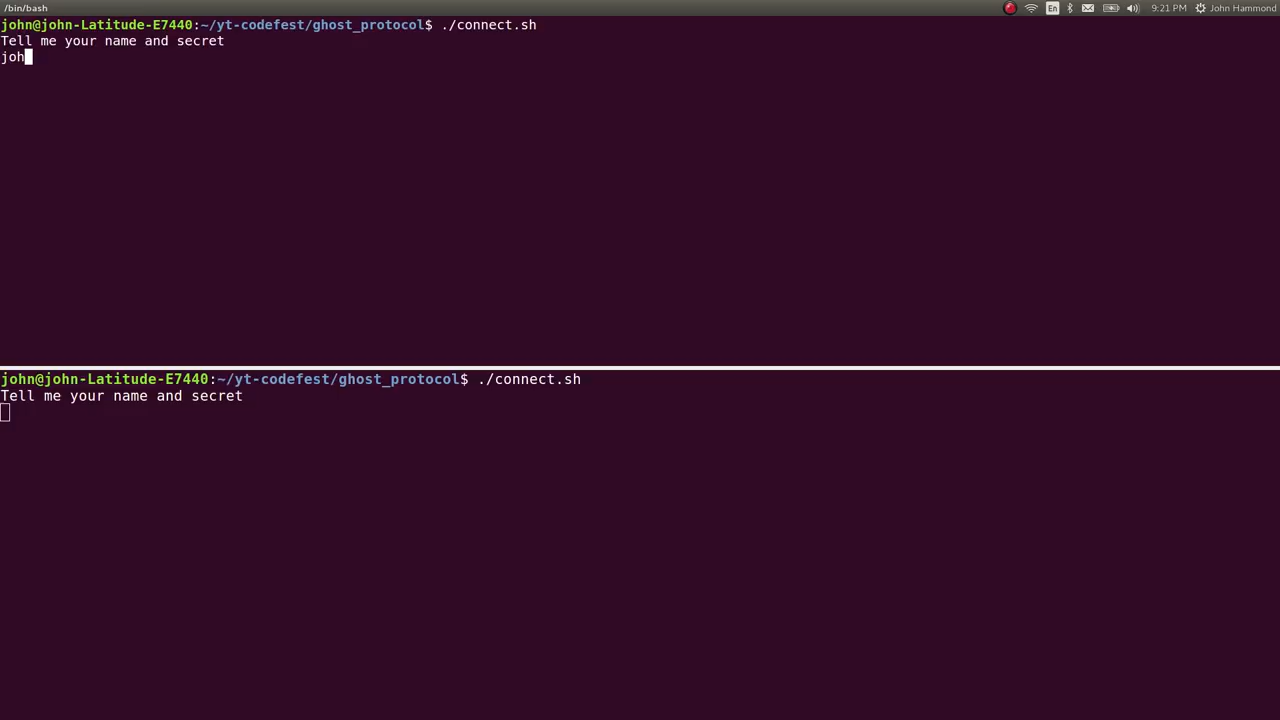 /bin/bash
En
9:21 PM
John Hammond
john@john-Latitude-E7440:~/yt-codefest/ghost_protocol$ ./connect.sh
Tell me your name and secret
joh
john@john-Latitude-E7440:~/yt-codefest/ghost_protocol$ ./connect.sh
Tell me your name and secret